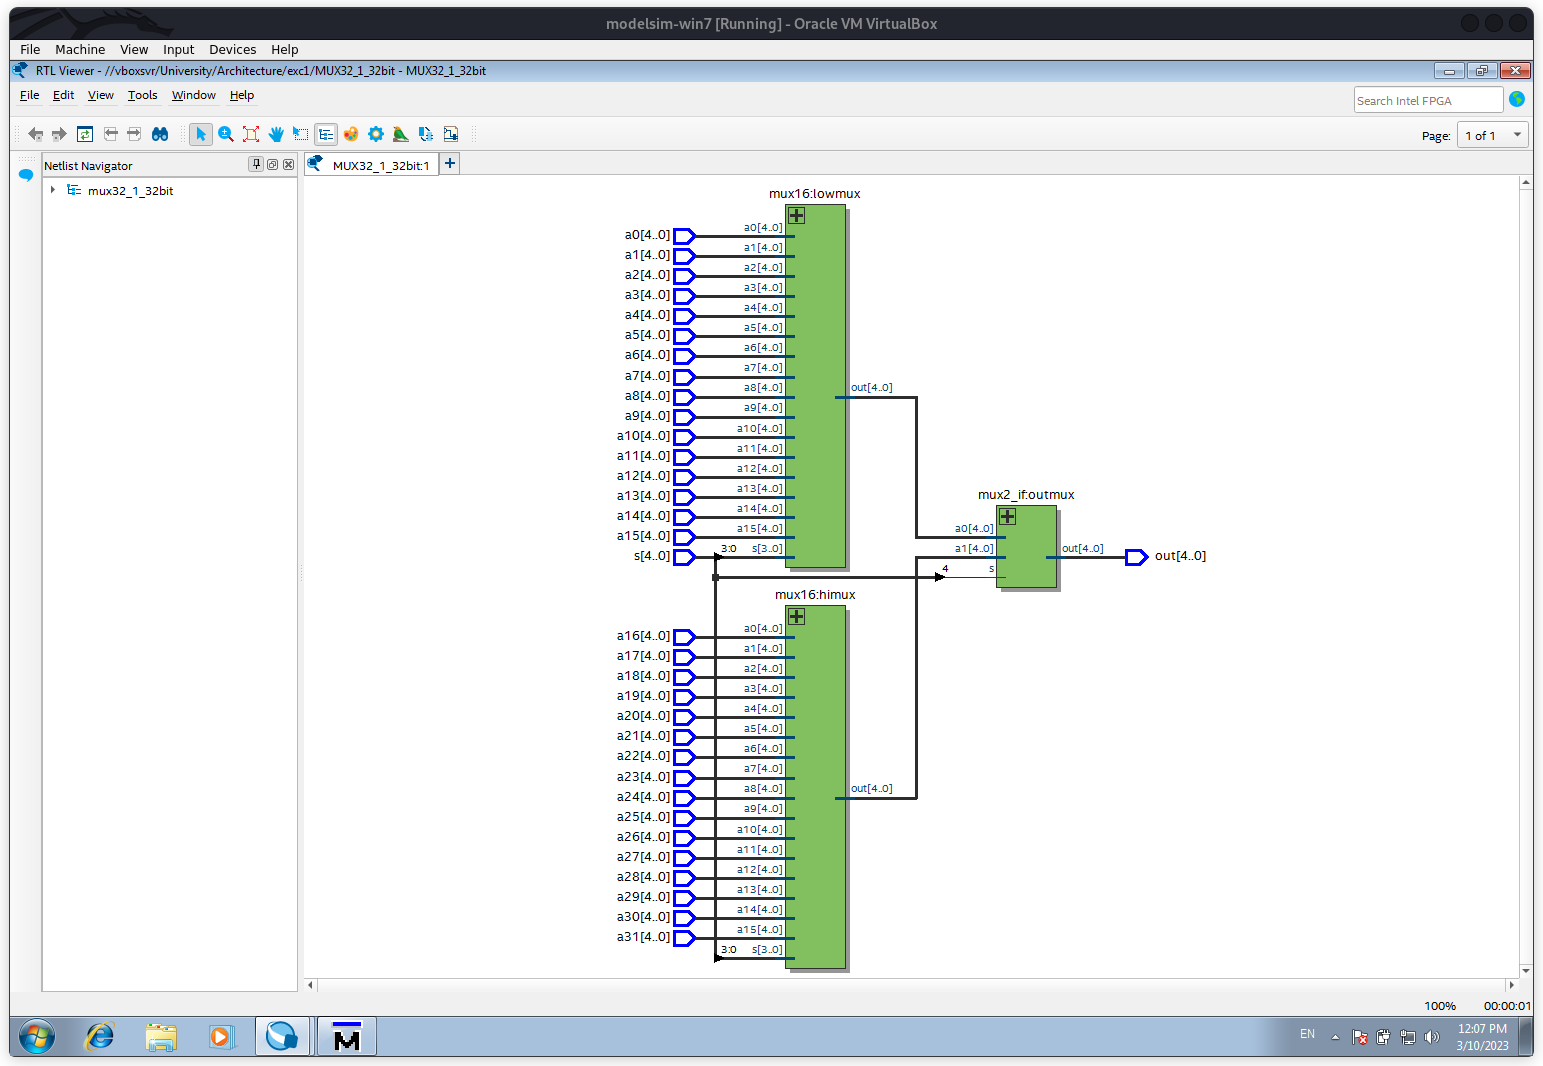 modelsim-win7 [Running] - Oracle VM VirtualBox
File Machine View Input Devices Help
RTL Viewer - //vboxsvr/University/Architecture/exc1/MUX32_1_32bit - MUX32_1_32bit
File Edit View Tools Window Help
Search Intel FPGA
Page: 1 of 1
Netlist Navigator
mux32_1_32bit
MUX32_1_32bit:1
mux16:lowmux
a0[4..0] a0[4..0]
a1[4..0] a1[4..0]
a2[4..0] a2[4..0]
a3[4..0] a3[4..0]
a4[4..0] a4[4..0]
a5[4..0] a5[4..0]
a6[4..0] a6[4..0]
a7[4..0] a7[4..0]
a8[4..0] a8[4..0] out[4..0]
a9[4..0] a9[4..0]
a10[4..0] a10[4..0]
a11[4..0] a11[4..0]
a12[4..0] a12[4..0]
a13[4..0] a13[4..0]
a14[4..0] a14[4..0]
a15[4..0] a15[4..0]
s[4..0] 3:0 s[3..0]
mux2_if:outmux
a0[4..0]
a1[4..0] out[4..0] out[4..0]
4 s
mux16:himux
a16[4..0] a0[4..0]
a17[4..0] a1[4..0]
a18[4..0] a2[4..0]
a19[4..0] a3[4..0]
a20[4..0] a4[4..0]
a21[4..0] a5[4..0]
a22[4..0] a6[4..0]
a23[4..0] a7[4..0]
a24[4..0] a8[4..0] out[4..0]
a25[4..0] a9[4..0]
a26[4..0] a10[4..0]
a27[4..0] a11[4..0]
a28[4..0] a12[4..0]
a29[4..0] a13[4..0]
a30[4..0] a14[4..0]
a31[4..0] a15[4..0]
3:0 s[3..0]
100% 00:00:01
EN
12:07 PM
3/10/2023